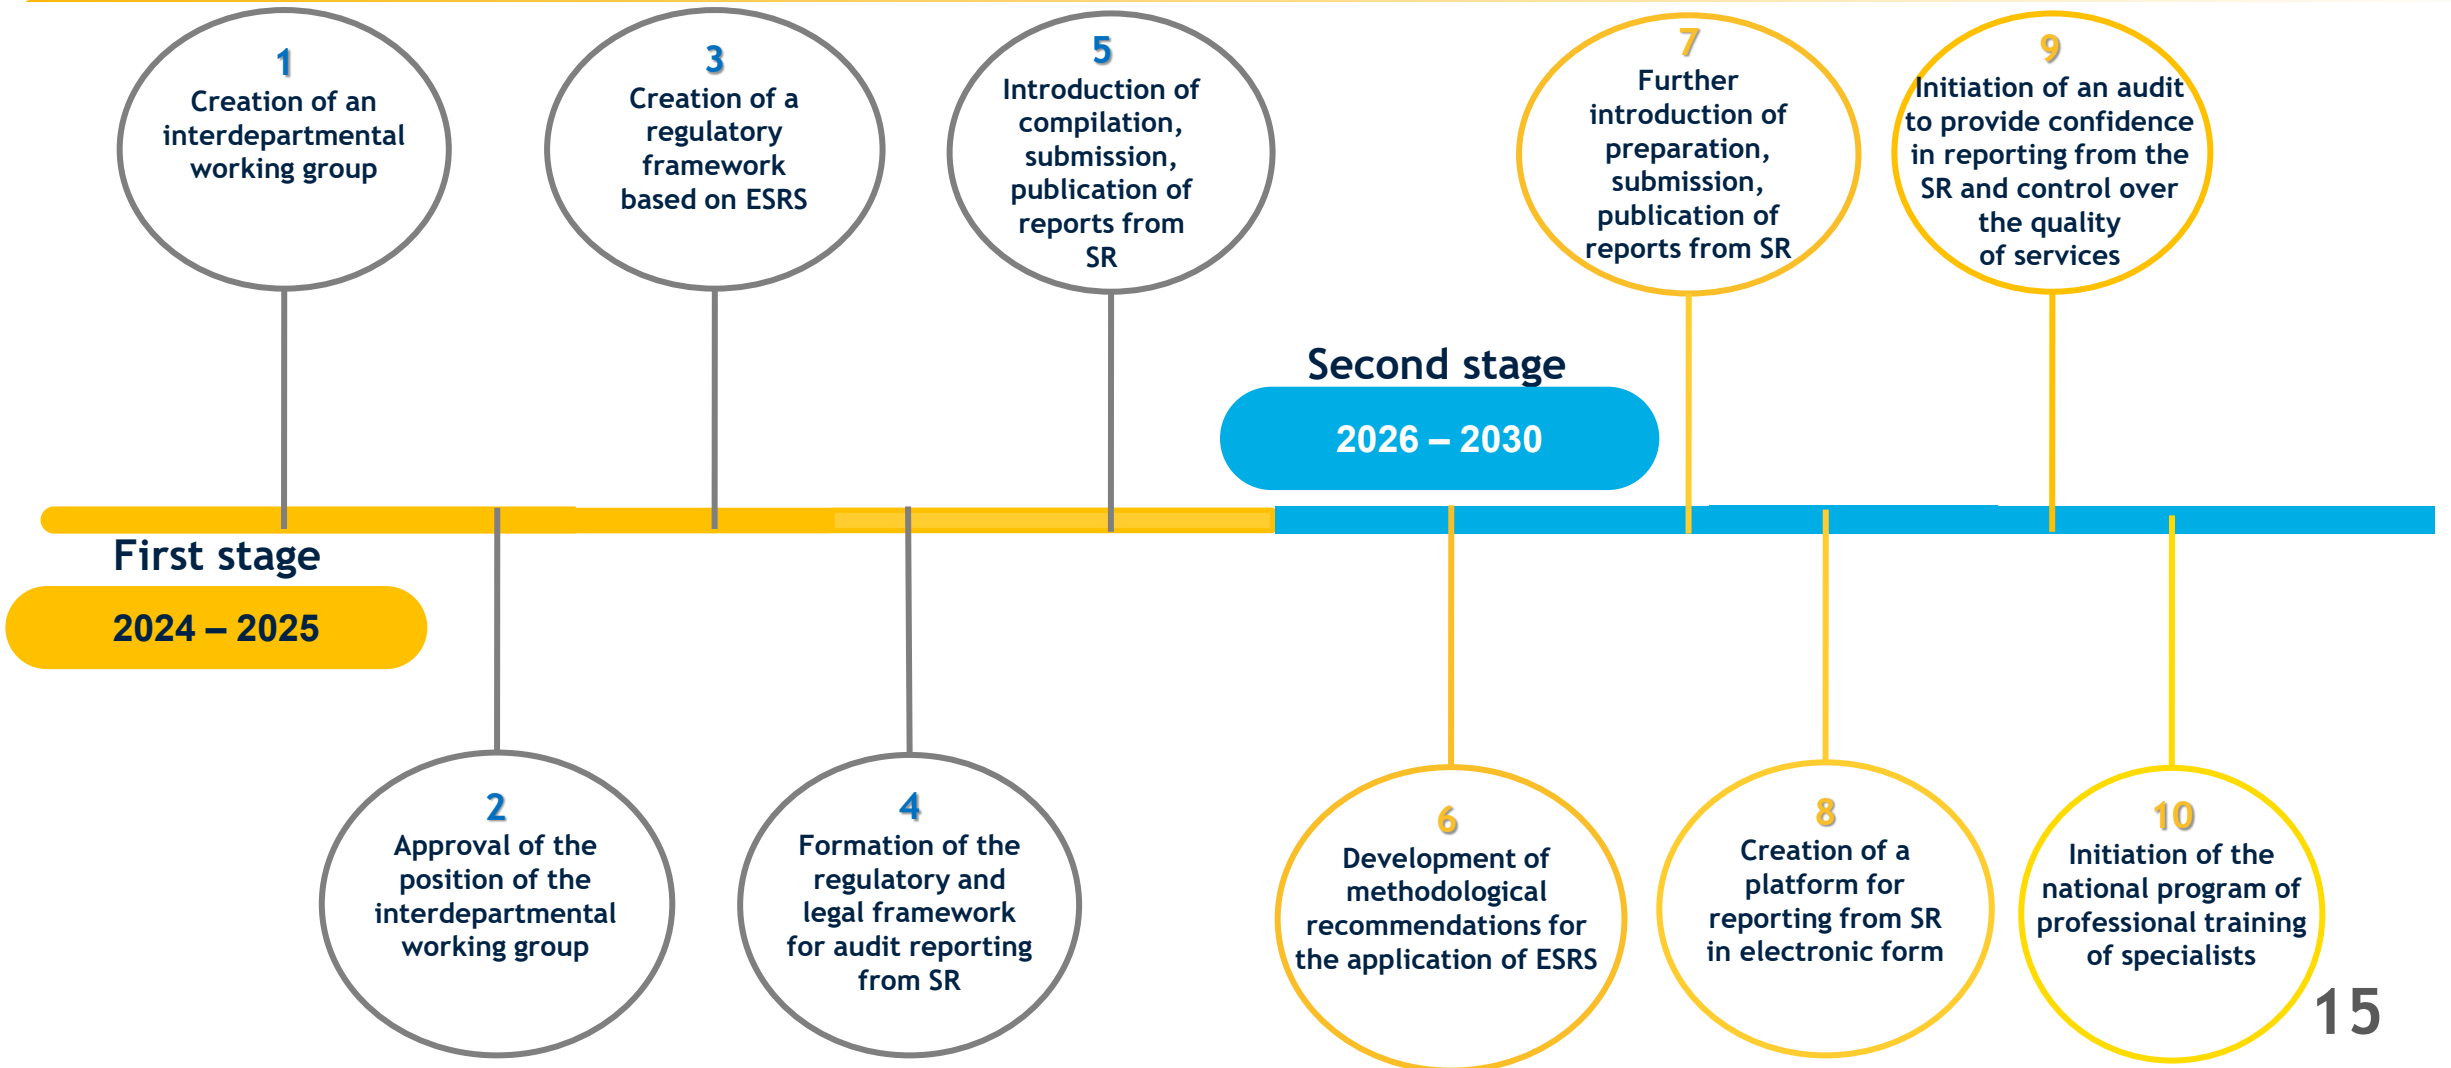 1
Creation of an
interdepartmental
working group
3
Creation of a
regulatory
framework
based on ESRS
5
Introduction of
compilation,
submission,
publication of
reports from
SR
7
Further
introduction of
preparation,
submission,
publication of
reports from SR
9
Initiation of an audit
to provide confidence
in reporting from the
SR and control over
the quality
of services
Second stage
2026 – 2030
First stage
2024 – 2025
2
Approval of the
position of the
interdepartmental
working group
4
Formation of the
regulatory and
legal framework
for audit reporting
from SR
6
Development of
methodological
recommendations for
the application of ESRS
8
Creation of a
platform for
reporting from SR
in electronic form
10
Initiation of the
national program of
professional training
of specialists
15